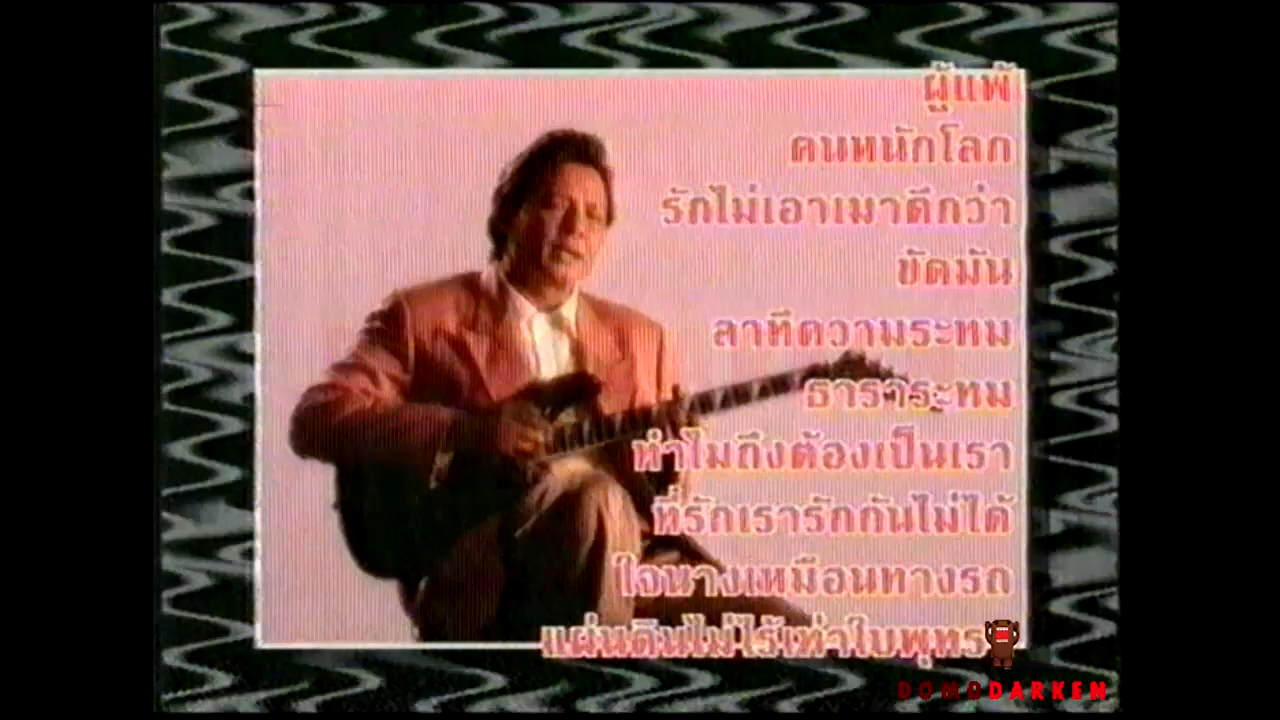 ผู้แพ้
คนหนักโลก
รักไม่เอาเมาดีกว่า
ขัดมัน
สาทีความระทม
ธาราระทม
ทำไมถึงต้องเป็นเรา
ที่รักเรารักกันไม่ได้
ใจนางเหมือนทางรถ
แผ่นดินไม่ไร้เท่าใบพุทรา
DOMODARKEN